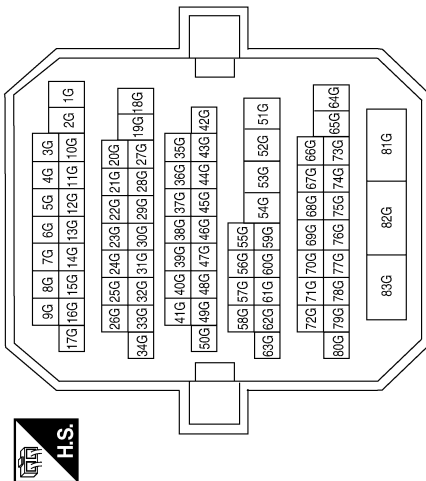 1G 2G
3G 4G 5G 6G 7G 8G 9G
10G 11G 12G 13G 14G 15G 16G 17G
18G 19G
20G 21G 22G 23G 24G 25G 26G
27G 28G 29G 30G 31G 32G 33G 34G
35G 36G 37G 38G 39G 40G 41G
42G 43G 44G 45G 46G 47G 48G 49G 50G
51G 52G 53G 54G
55G 56G 57G 58G
59G 60G 61G 62G 63G
64G 65G
66G 67G 68G 69G 70G 71G 72G
73G 74G 75G 76G 77G 78G 79G 80G
81G 82G 83G
H.S.